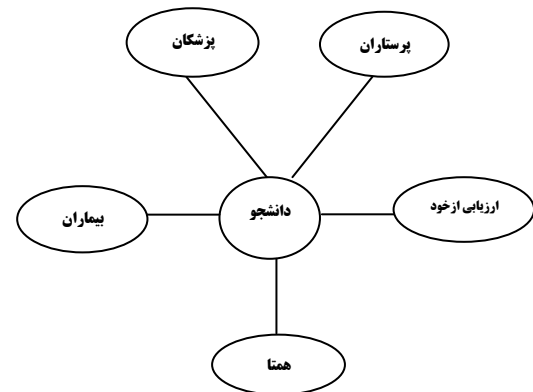 پرستاران
پزشکان
ارزیابی ازخود
دانشجو
بیماران
همتا